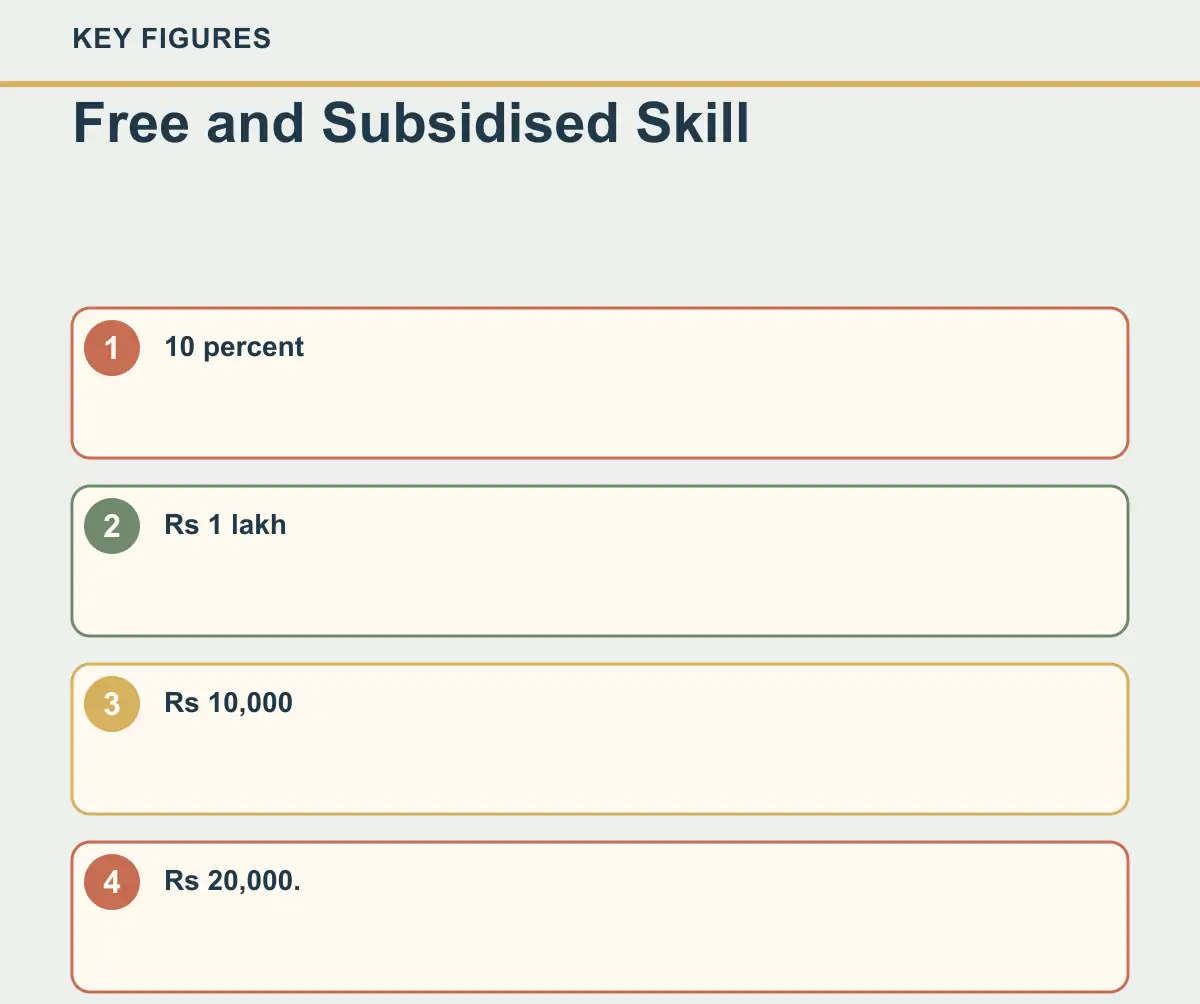 KEY FIGURES
Free and Subsidised Skill
1
10 percent
2
Rs 1 lakh
3
Rs 10,000
4
Rs 20,000.